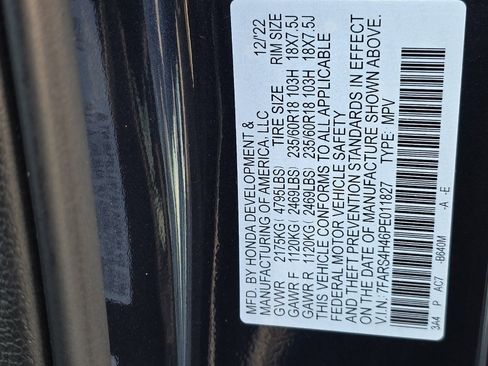 MFD. BY HONDA DEVELOPMENT &
MANUFACTURING OF AMERICA, LLC 12/'22
GVWR 2175KG (4795LBS) TIRE SIZE RIM SIZE
GAWR F 1120KG (2469LBS) 235/60R18 103H 18X7.5J
GAWR R 1120KG (2469LBS) 235/60R18 103H 18X7.5J
THIS VEHICLE CONFORMS TO ALL APPLICABLE
FEDERAL MOTOR VEHICLE SAFETY
AND THEFT PREVENTION STANDARDS IN EFFECT
ON THE DATE OF MANUFACTURE SHOWN ABOVE.
V.I.N.: 7FARS4H46PE011827 TYPE: MPV
3A4 P AC7 -B640M -A -E